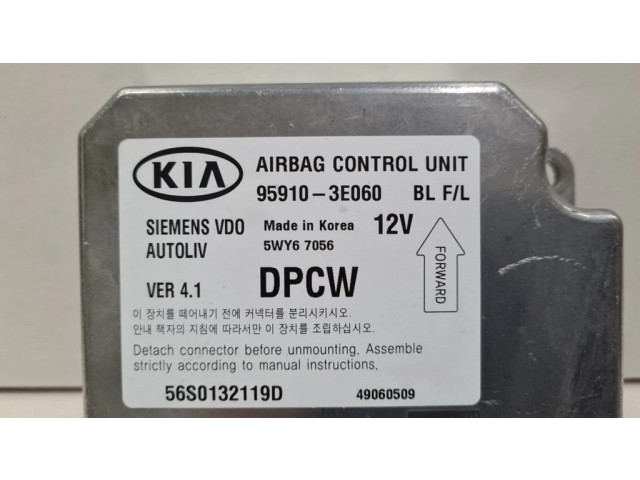 KIA AIRBAG CONTROL UNIT
95910-3E060 BL F/L
SIEMENS VDO Made in Korea 12V
AUTOLIV 5WY6 7056
FORWARD
VER 4.1 DPCW
이 장치를 떼어내기 전에 커넥터를 분리시키시오.
안내 책자의 지침에 따라서만 이 장치를 조립하십시오.
Detach connector before unmounting. Assemble
strictly according to manual instructions.
56S0132119D 49060509